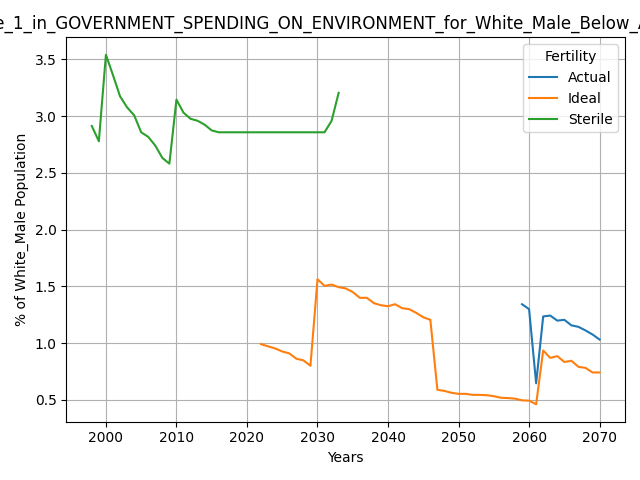 e_1_in_GOVERNMENT_SPENDING_ON_ENVIRONMENT_for_White_Male_Below_A
Fertility
Actual
Ideal
Sterile
% of White_Male Population
3.5
3.0
2.5
2.0
1.5
1.0
0.5
2000 2010 2020 2030 2040 2050 2060 2070
Years